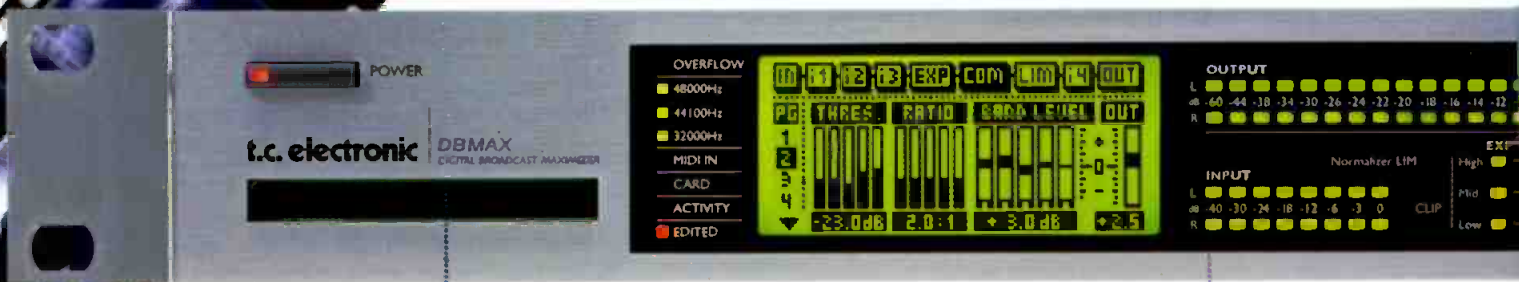 POWER
t.c. electronic
DBMAX
DIGITAL BROADCAST MAXIMIZER
OVERFLOW
48000Hz
44100Hz
32000Hz
MIDI IN
CARD
ACTIVITY
EDITED
IN i1 i2 i3 EXP COM LIM i4 OUT
PG THRES. RATIO BAND LEVEL OUT
1
2
3
4
+
0
-
-23.0dB 2.0:1 + 3.0dB +2.5
OUTPUT
L
dB -60 -44 -38 -34 -30 -26 -24 -22 -20 -18 -16 -14 -12
R
Normalizer LIM
INPUT
L
dB -40 -30 -24 -18 -12 -6 -3 0 CLIP
R
High
Mid
Low